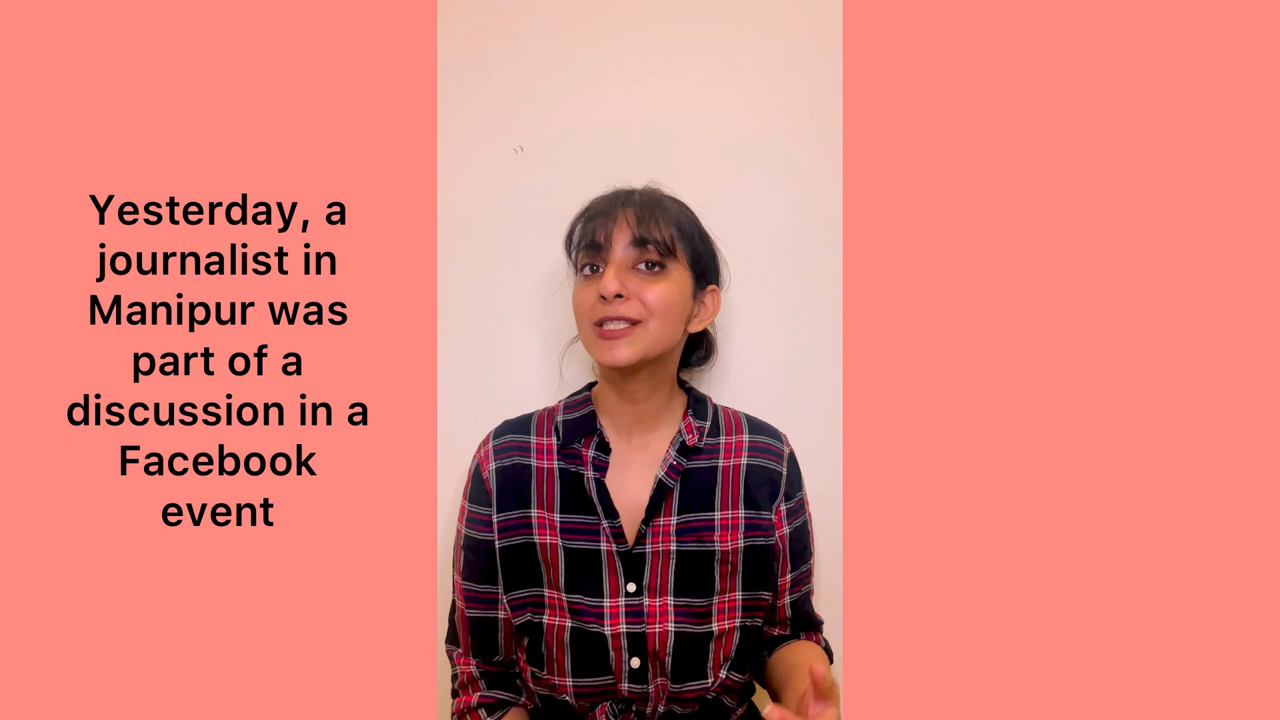 Yesterday, a
journalist in
Manipur was
part of a
discussion in a
Facebook
event